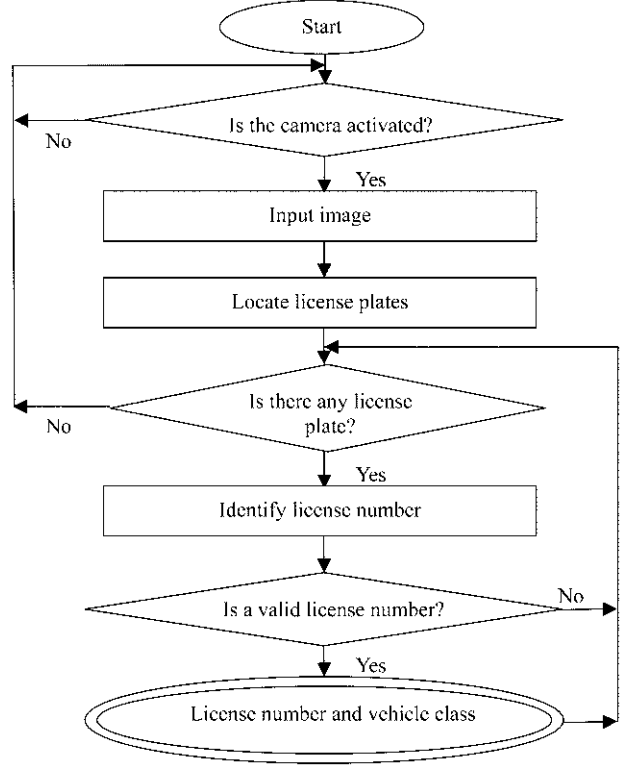 Start
Is the camera activated?
No
Yes
Input image
Locate license plates
Is there any license
plate?
No
Yes
Identify license number
Is a valid license number?
No
Yes
License number and vehicle class